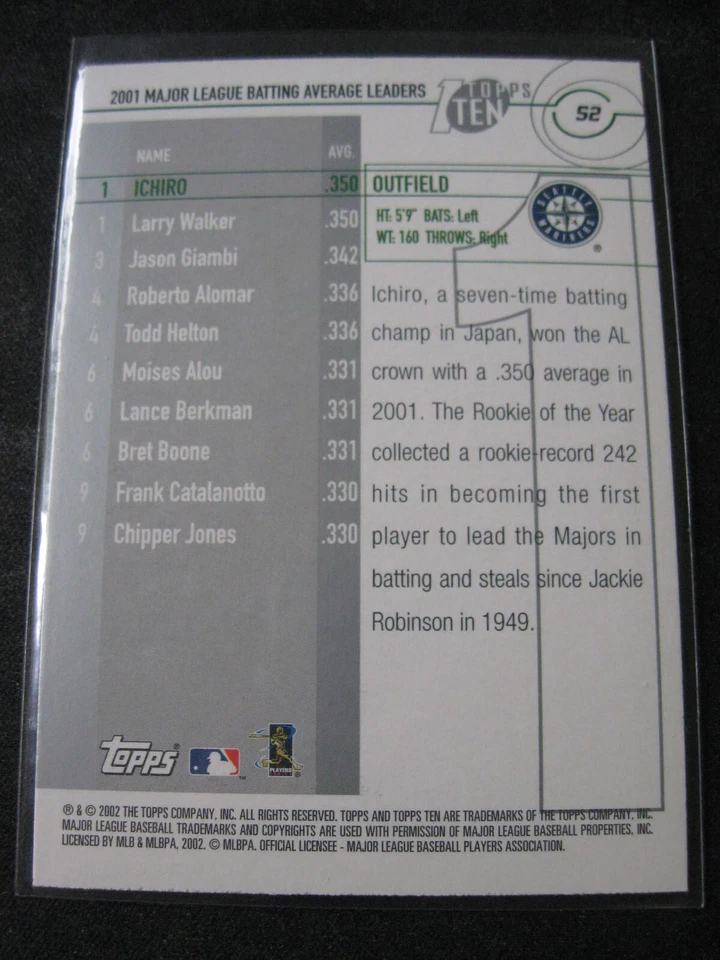 2001 MAJOR LEAGUE BATTING AVERAGE LEADERS
1 TOPPS
TEN
52
NAME AVG.
1 ICHIRO .350
1 Larry Walker .350
3 Jason Giambi .342
4 Roberto Alomar .336
4 Todd Helton .336
6 Moises Alou .331
6 Lance Berkman .331
6 Bret Boone .331
9 Frank Catalanotto .330
9 Chipper Jones .330
OUTFIELD
HT: 5'9" BATS: Left
WT: 160 THROWS: Right
SEATTLE
MARINERS
®
Ichiro, a seven-time batting
champ in Japan, won the AL
crown with a .350 average in
2001. The Rookie of the Year
collected a rookie-record 242
hits in becoming the first
player to lead the Majors in
batting and steals since Jackie
Robinson in 1949.
1
Topps®
™
PLAYERS ®
® & © 2002 THE TOPPS COMPANY, INC. ALL RIGHTS RESERVED. TOPPS AND TOPPS TEN ARE TRADEMARKS OF THE TOPPS COMPANY, INC.
MAJOR LEAGUE BASEBALL TRADEMARKS AND COPYRIGHTS ARE USED WITH PERMISSION OF MAJOR LEAGUE BASEBALL PROPERTIES, INC.
LICENSED BY MLB & MLBPA, 2002. © MLBPA. OFFICIAL LICENSEE - MAJOR LEAGUE BASEBALL PLAYERS ASSOCIATION.